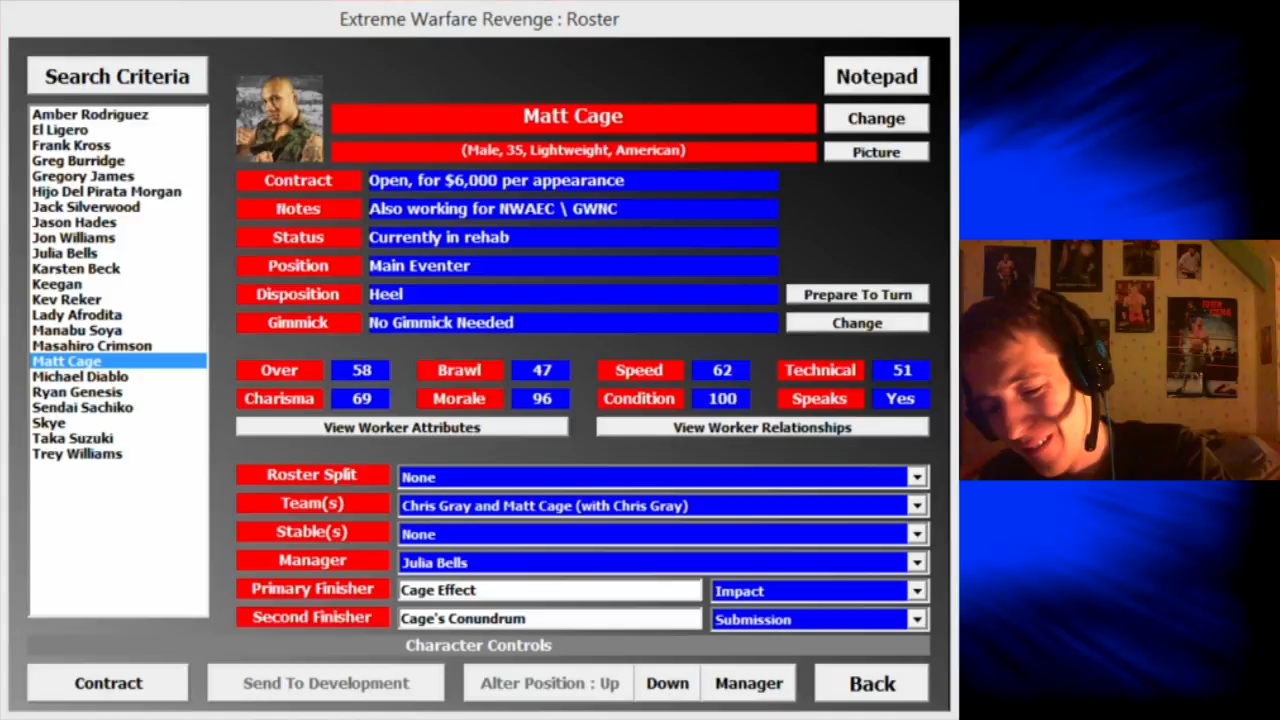 Extreme Warfare Revenge : Roster
Search Criteria
Notepad
Amber Rodriguez
El Ligero
Frank Kross
Greg Burridge
Gregory James
Hijo Del Pirata Morgan
Jack Silverwood
Jason Hades
Jon Williams
Julia Bells
Karsten Beck
Keegan
Kev Reker
Lady Afrodita
Manabu Soya
Masahiro Crimson
Matt Cage
Michael Diablo
Ryan Genesis
Sendai Sachiko
Skye
Taka Suzuki
Trey Williams
Matt Cage
Change
(Male, 35, Lightweight, American)
Picture
Contract Open, for $6,000 per appearance
Notes Also working for NWAEC \ GWNC
Status Currently in rehab
Position Main Eventer
Disposition Heel Prepare To Turn
Gimmick No Gimmick Needed Change
Over 58 Brawl 47 Speed 62 Technical 51
Charisma 69 Morale 96 Condition 100 Speaks Yes
View Worker Attributes View Worker Relationships
Roster Split None
Team(s) Chris Gray and Matt Cage (with Chris Gray)
Stable(s) None
Manager Julia Bells
Primary Finisher Cage Effect Impact
Second Finisher Cage's Conundrum Submission
Character Controls
Contract Send To Development Alter Position : Up Down Manager Back